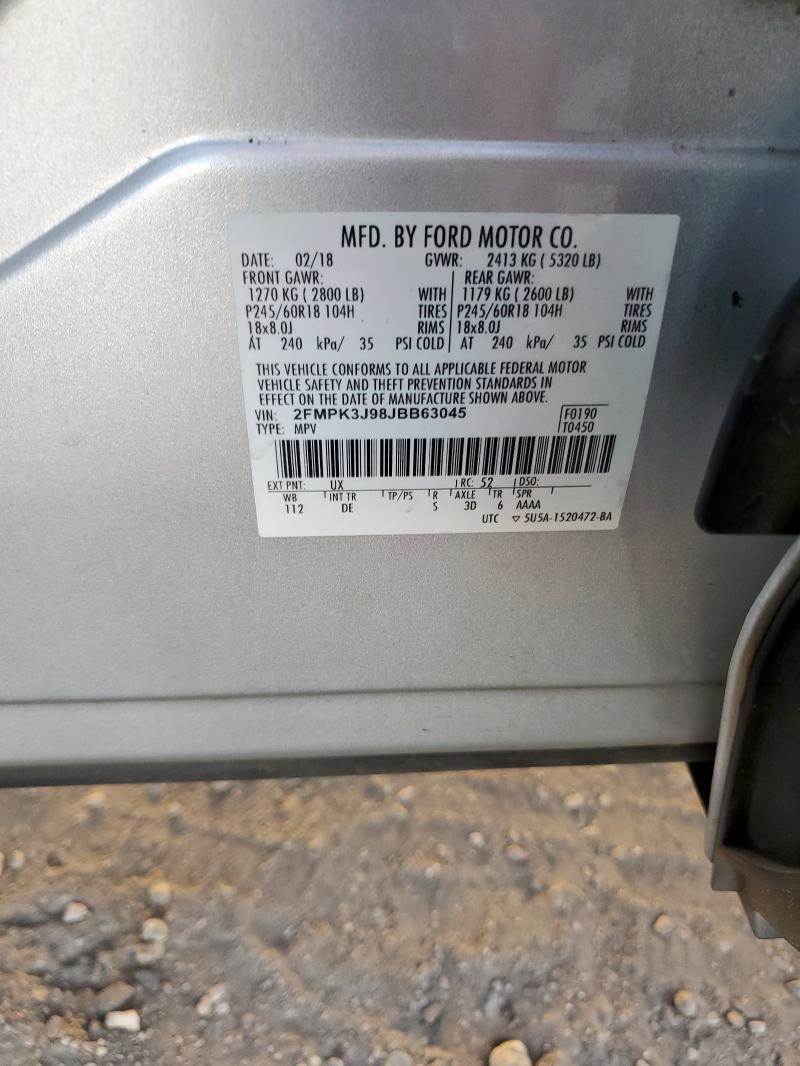 MFD. BY FORD MOTOR CO.
DATE: 02/18 GVWR: 2413 KG ( 5320 LB)
FRONT GAWR: REAR GAWR:
1270 KG ( 2800 LB) WITH 1179 KG ( 2600 LB) WITH
P245/60R18 104H TIRES P245/60R18 104H TIRES
18x8.0J RIMS 18x8.0J RIMS
AT 240 kPa/ 35 PSI COLD AT 240 kPa/ 35 PSI COLD
THIS VEHICLE CONFORMS TO ALL APPLICABLE FEDERAL MOTOR
VEHICLE SAFETY AND THEFT PREVENTION STANDARDS IN
EFFECT ON THE DATE OF MANUFACTURE SHOWN ABOVE.
VIN: 2FMPK3J98JBB63045 F0190
TYPE: MPV T0450
EXT PNT: UX RC: 52 DSO:
WB INT TR TP/PS R AXLE TR SPR
112 DE S 3D 6 AAAA
UTC ▽ 5U5A-1520472-BA